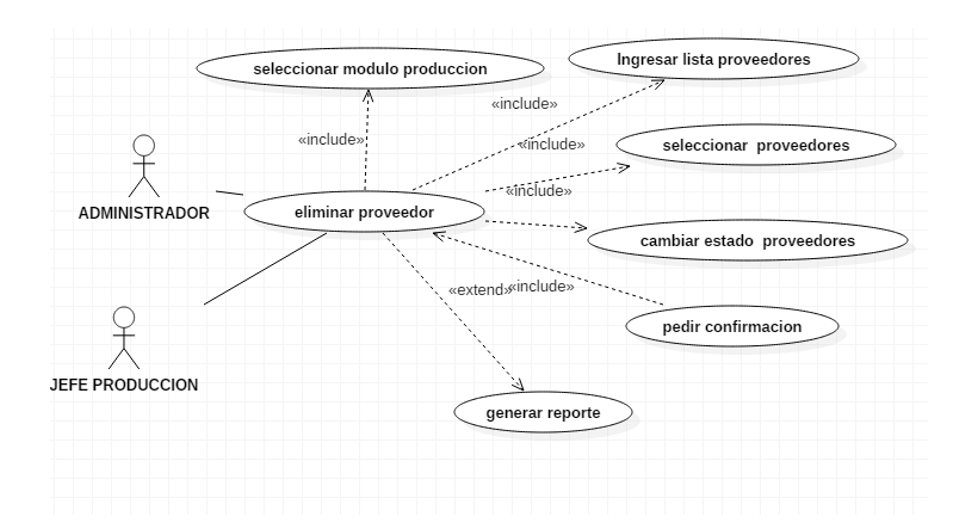 seleccionar modulo produccion
Ingresar lista proveedores
«include»
«include»
«include»
seleccionar proveedores
«include»
ADMINISTRADOR
eliminar proveedor
cambiar estado proveedores
«extend»
«include»
pedir confirmacion
JEFE PRODUCCION
generar reporte